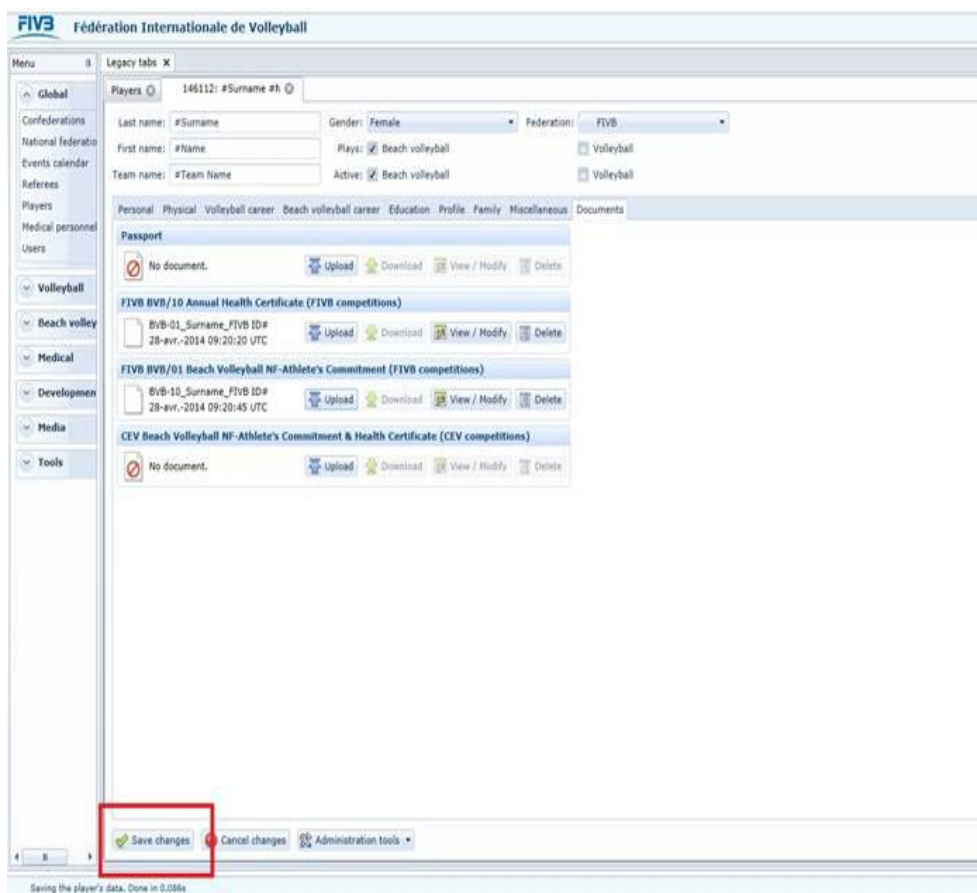 FIVB Fédération Internationale de Volleyball
Menu
Legacy tabs X
Global
Confederations
National federatio
Events calendar
Referees
Players
Medical personnel
Users
Volleyball
Beach volley
Medical
Developmen
Media
Tools
Players 146112: #Surname #h
Last name: #Surname Gender: Female Federation: FIVB
First name: #Name Plays: Beach volleyball Volleyball
Team name: #Team Name Active: Beach volleyball Volleyball
Personal Physical Volleyball career Beach volleyball career Education Profile Family Miscellaneous Documents
Passport
No document. Upload Download View / Modify Delete
FIVB BVB/10 Annual Health Certificate (FIVB competitions)
BVB-01_Surname_FIVB ID#
28-avr.-2014 09:20:20 UTC
Upload Download View / Modify Delete
FIVB BVB/01 Beach Volleyball NF-Athlete's Commitment (FIVB competitions)
BVB-10_Surname_FIVB ID#
28-avr.-2014 09:20:45 UTC
Upload Download View / Modify Delete
CEV Beach Volleyball NF-Athlete's Commitment & Health Certificate (CEV competitions)
No document. Upload Download View / Modify Delete
Save changes Cancel changes Administration tools
Saving the player's data. Done in 0.086s